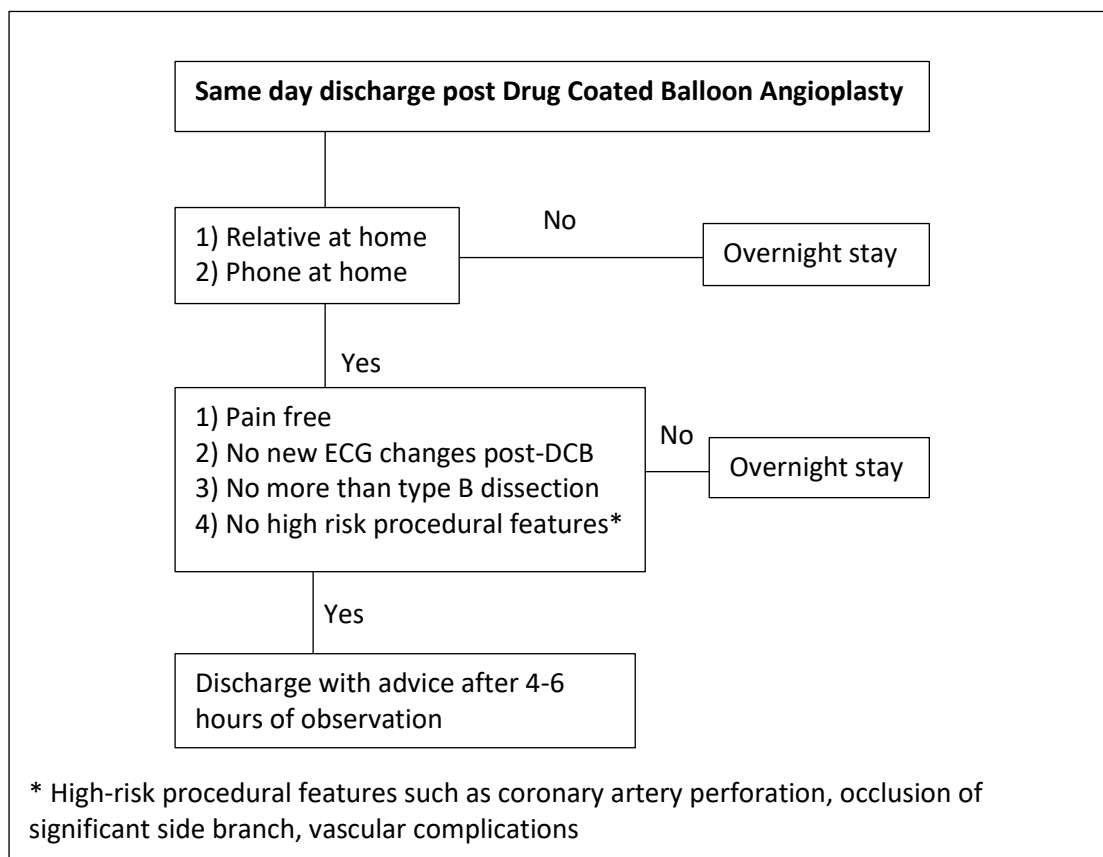 Same day discharge post Drug Coated Balloon Angioplasty
1) Relative at home
2) Phone at home
No
Overnight stay
Yes
1) Pain free
2) No new ECG changes post-DCB
3) No more than type B dissection
4) No high risk procedural features*
No
Overnight stay
Yes
Discharge with advice after 4-6
hours of observation
* High-risk procedural features such as coronary artery perforation, occlusion of
significant side branch, vascular complications